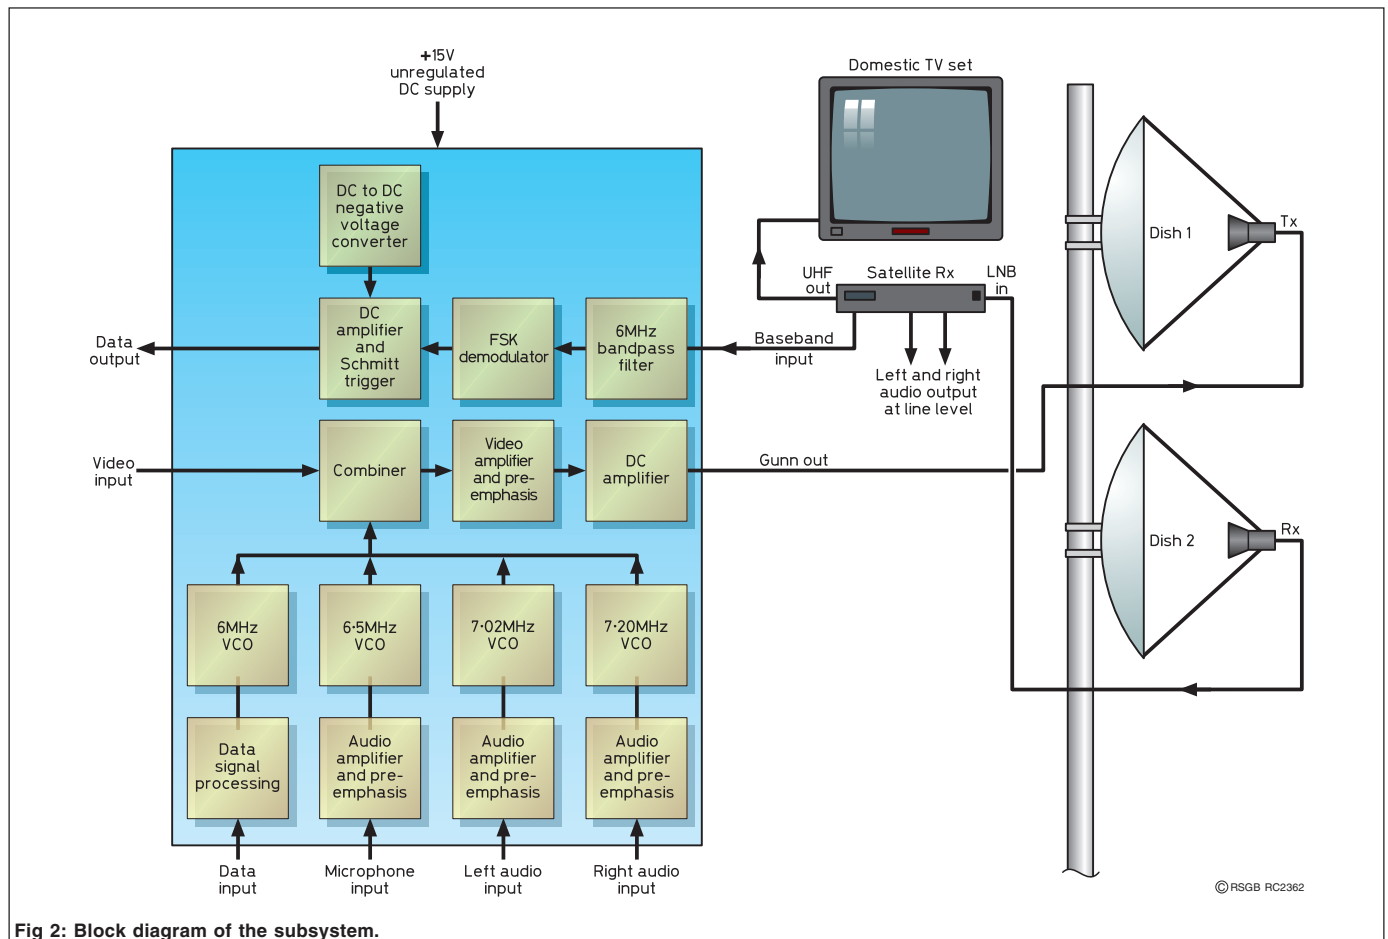 +15V
unregulated
DC supply
Domestic TV set
DC to DC
negative
voltage
converter
Tx
Dish 1
UHF
out
Satellite Rx
LNB
in
Data
output
DC
amplifier
and
Schmitt
trigger
FSK
demodulator
6MHz
bandpass
filter
Baseband
input
Left and right
audio output
at line level
Video
input
Combiner
Video
amplifier
and pre-
emphasis
DC
amplifier
Gunn out
Rx
Dish 2
6MHz
VCO
6·5MHz
VCO
7·02MHz
VCO
7·20MHz
VCO
Data
signal
processing
Audio
amplifier
and pre-
emphasis
Audio
amplifier
and pre-
emphasis
Audio
amplifier
and pre-
emphasis
Data
input
Microphone
input
Left audio
input
Right audio
input
© RSGB RC2362
Fig 2: Block diagram of the subsystem.